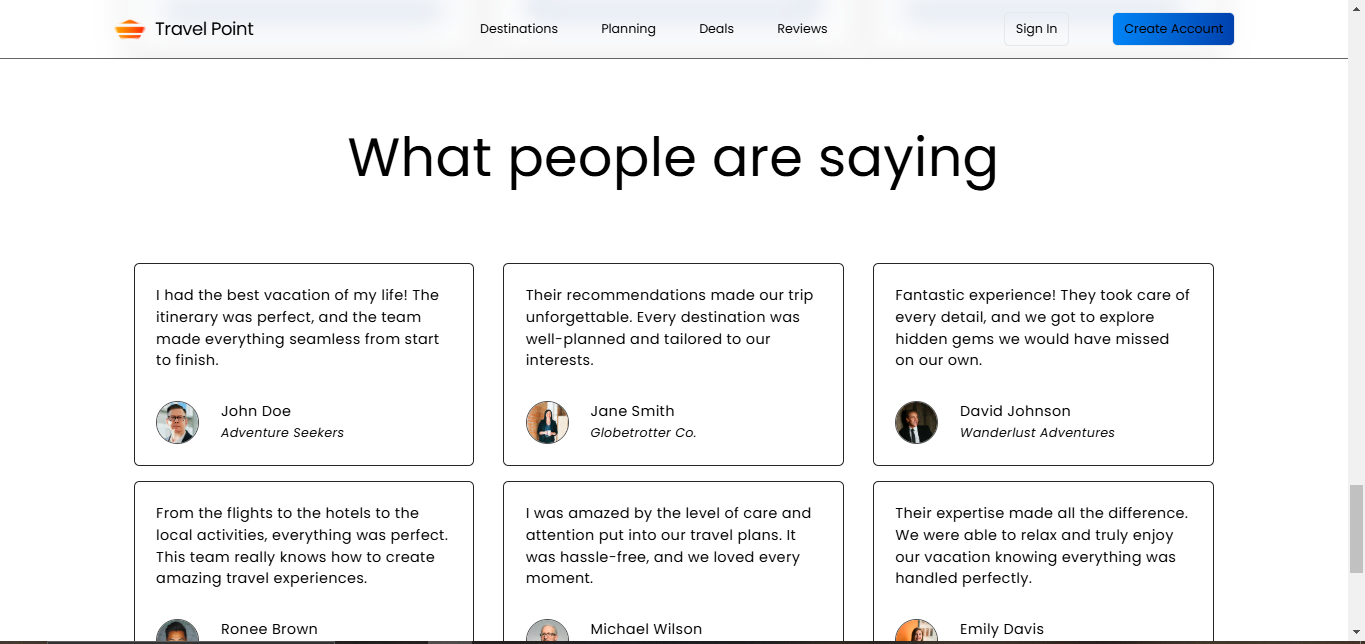 Travel Point
Destinations
Planning
Deals
Reviews
Sign In
Create Account
What people are saying
I had the best vacation of my life! The
itinerary was perfect, and the team
made everything seamless from start
to finish.
John Doe
Adventure Seekers
Their recommendations made our trip
unforgettable. Every destination was
well-planned and tailored to our
interests.
Jane Smith
Globetrotter Co.
Fantastic experience! They took care of
every detail, and we got to explore
hidden gems we would have missed
on our own.
David Johnson
Wanderlust Adventures
From the flights to the hotels to the
local activities, everything was perfect.
This team really knows how to create
amazing travel experiences.
Ronee Brown
I was amazed by the level of care and
attention put into our travel plans. It
was hassle-free, and we loved every
moment.
Michael Wilson
Their expertise made all the difference.
We were able to relax and truly enjoy
our vacation knowing everything was
handled perfectly.
Emily Davis